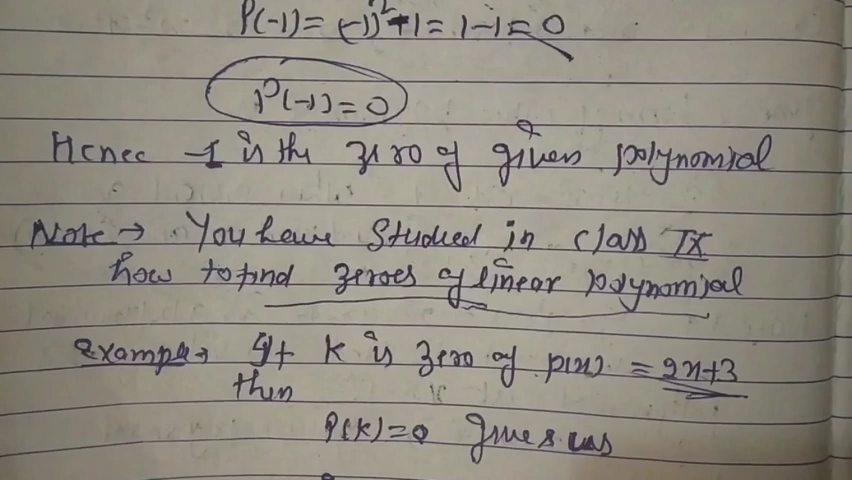 P(-1) = (-1)²+1 = 1-1 = 0
P(-1) = 0
Hence -1 is the zero of given polynomial
Note → You have studied in class IX
how to find zeroes of linear polynomial
Example → If K is zero of p(x) = 2x+3
then
P(k)=0 gives us